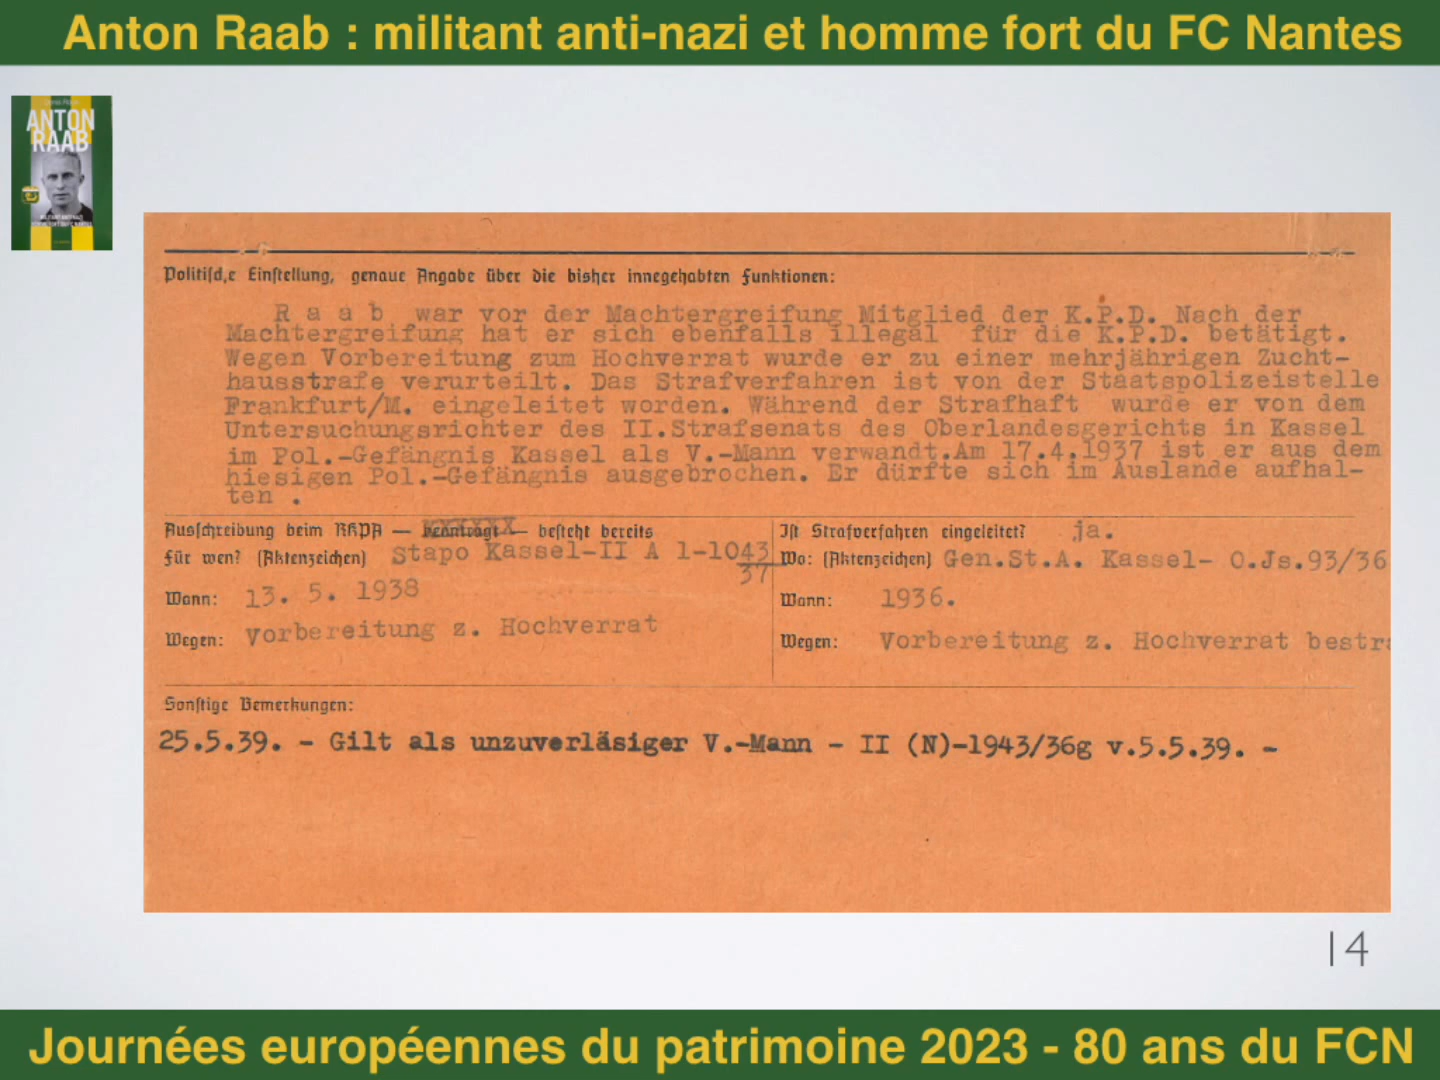 Anton Raab : militant anti-nazi et homme fort du FC Nantes
ANTON
RAAB
Politische Einstellung, genaue Angabe über die bisher innegehabten Funktionen:
R a a b war vor der Machtergreifung Mitglied der K.P.D. Nach der
Machtergreifung hat er sich ebenfalls illegal für die K.P.D. betätigt.
Wegen Vorbereitung zum Hochverrat wurde er zu einer mehrjährigen Zucht-
hausstrafe verurteilt. Das Strafverfahren ist von der Staatspolizeistelle
Frankfurt/M. eingeleitet worden. Während der Strafhaft wurde er von dem
Untersuchungsrichter des II.Strafsenats des Oberlandesgerichts in Kassel
im Pol.-Gefängnis Kassel als V.-Mann verwandt.Am 17.4.1937 ist er aus dem
hiesigen Pol.-Gefängnis ausgebrochen. Er dürfte sich im Auslande aufhal-
ten .
Ausschreibung beim RKPA — beantragt — besteht bereits
Für wen? (Aktenzeichen) Stapo Kassel-II A 1-1043/37
Wann: 13. 5. 1938
Wegen: Vorbereitung z. Hochverrat
Ist Strafverfahren eingeleitet? ja.
Wo: (Aktenzeichen) Gen.St.A. Kassel- O.Js.93/36
Wann: 1936.
Wegen: Vorbereitung z. Hochverrat
Sonstige Bemerkungen:
25.5.39. - Gilt als unzuverläsiger V.-Mann - II (N)-1943/36g v.5.5.39. -
14
Journées européennes du patrimoine 2023 - 80 ans du FCN